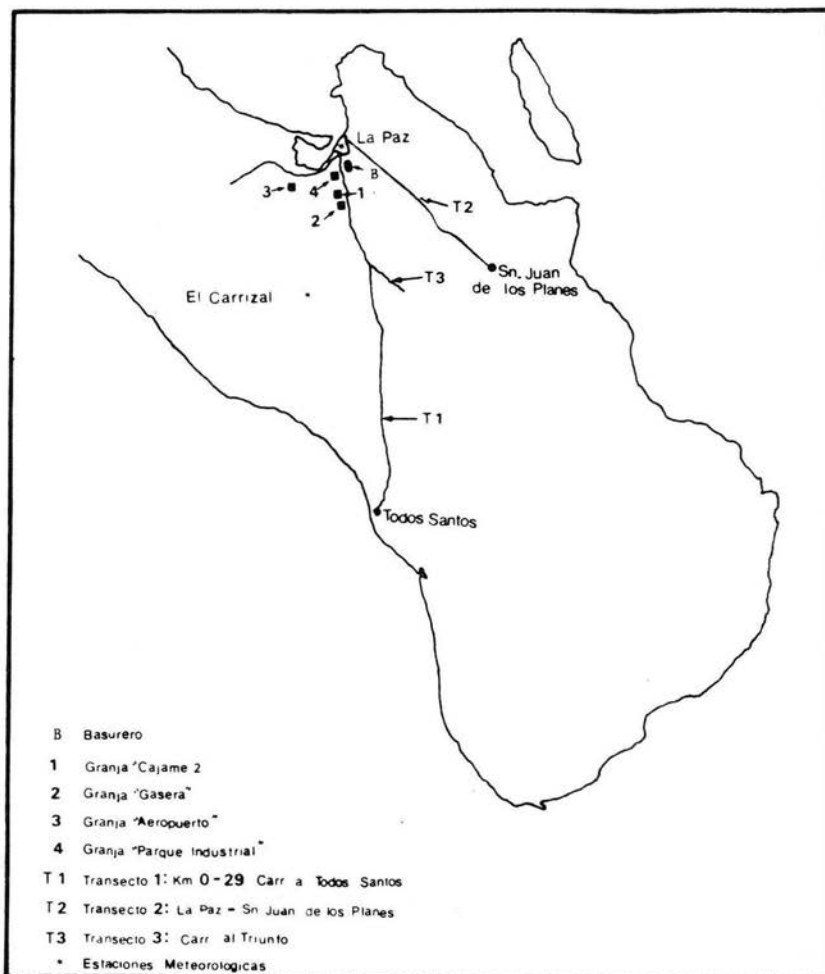 La Paz
B
3
4
1
2
T2
Sn. Juan
de los Planes
T3
El Carrizal
T1
Todos Santos
B Basurero
1 Granja "Cajame 2
2 Granja "Gasera"
3 Granja "Aeropuerto"
4 Granja "Parque Industrial"
T1 Transecto 1: Km 0-29 Carr a Todos Santos
T2 Transecto 2: La Paz - Sn Juan de los Planes
T3 Transecto 3: Carr al Triunfo
* Estaciones Meteorologicas